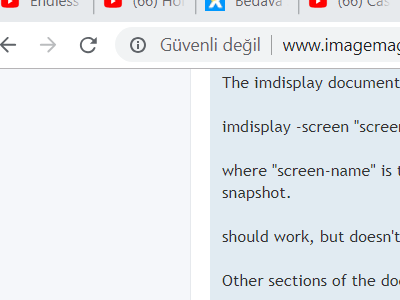 Endless
(66) Ho
Bedava
(66) Cas
Güvenli değil | www.imagemag
The imdisplay document
imdisplay -screen "screen
where "screen-name" is t
snapshot.
should work, but doesn't
Other sections of the do